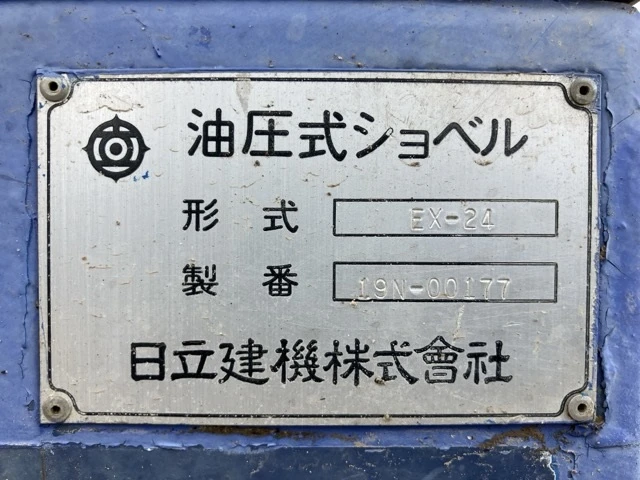 油圧式ショベル
形式 EX-24
製番 19N-00177
日立建機株式會社